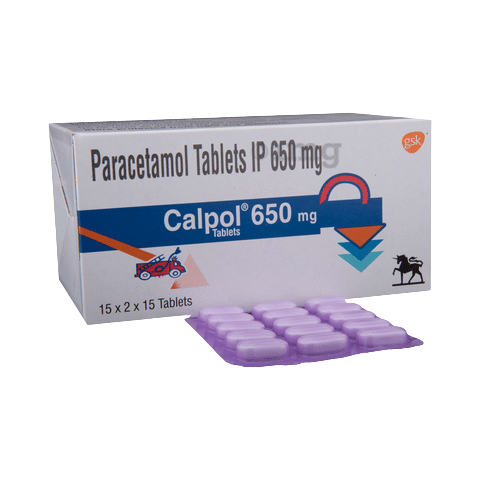 Paracetamol Tablets IP 650 mg
gsk
Calpol® 650 mg
Tablets
15 x 2 x 15 Tablets